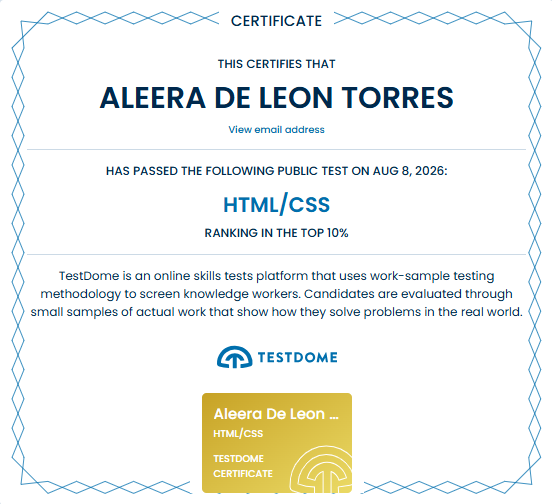 CERTIFICATE
THIS CERTIFIES THAT
ALEERA DE LEON TORRES
View email address
HAS PASSED THE FOLLOWING PUBLIC TEST ON AUG 8, 2026:
HTML/CSS
RANKING IN THE TOP 10%
TestDome is an online skills tests platform that uses work-sample testing
methodology to screen knowledge workers. Candidates are evaluated through
small samples of actual work that show how they solve problems in the real world.
TESTDOME
Aleera De Leon ...
HTML/CSS
TESTDOME
CERTIFICATE